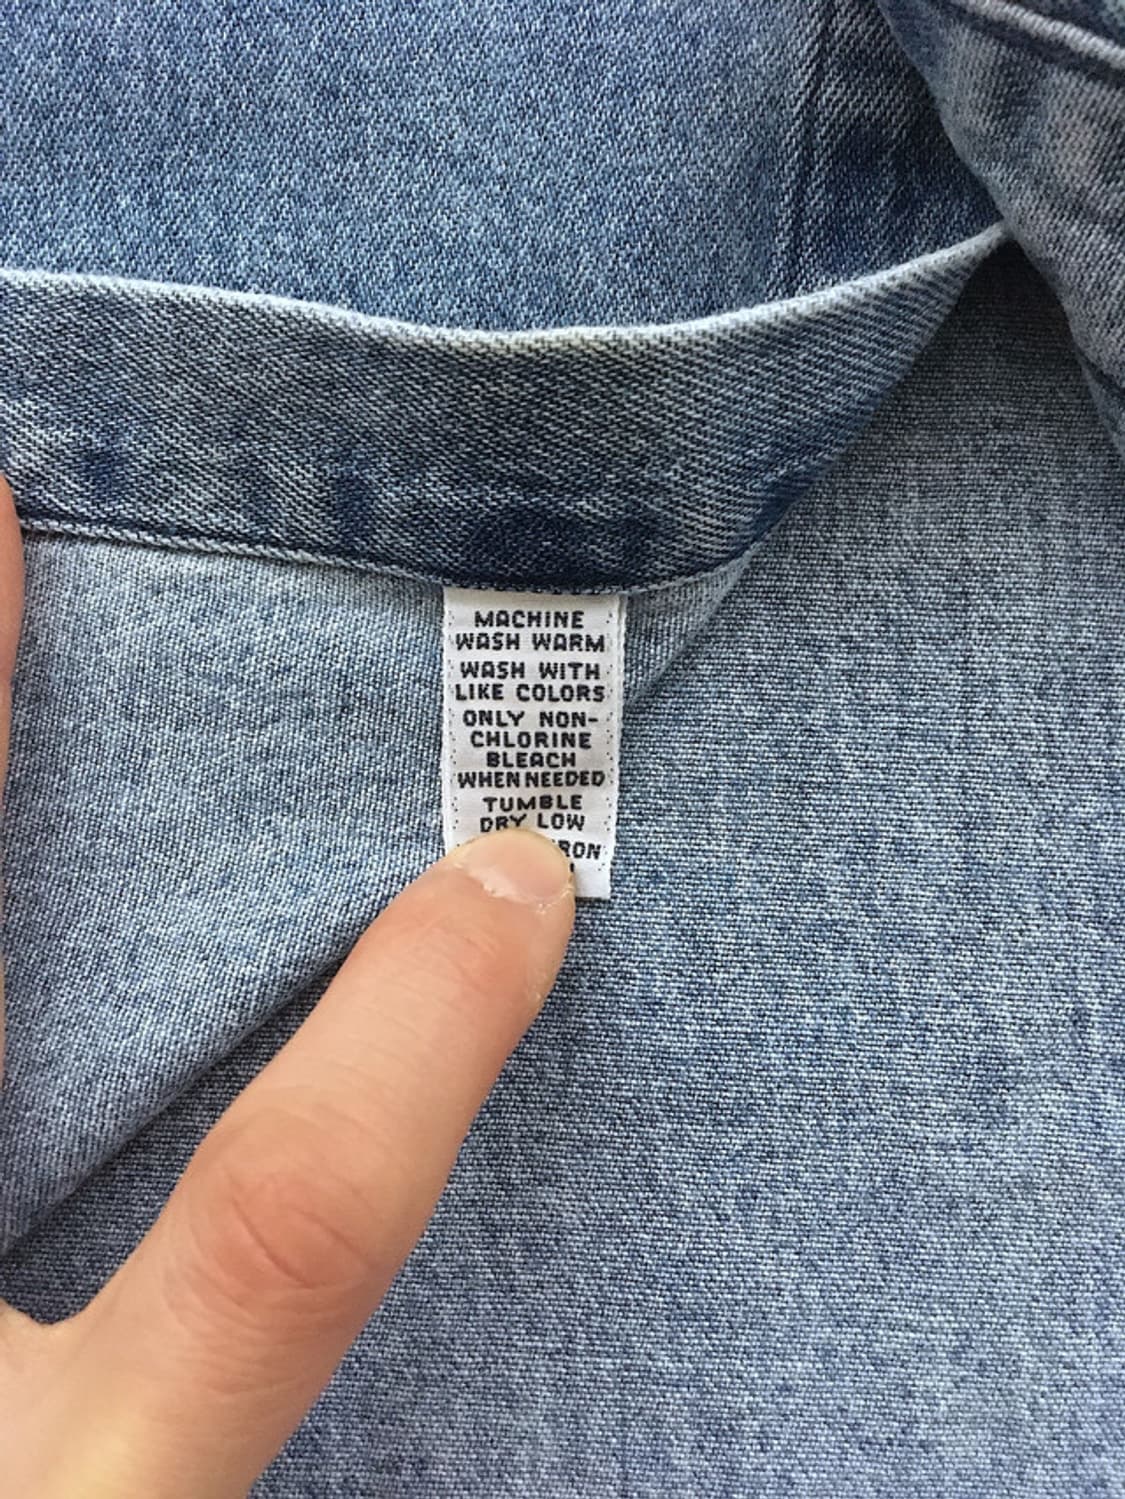 MACHINE
WASH WARM
WASH WITH
LIKE COLORS
ONLY NON-
CHLORINE
BLEACH
WHEN NEEDED
TUMBLE
DRY LOW